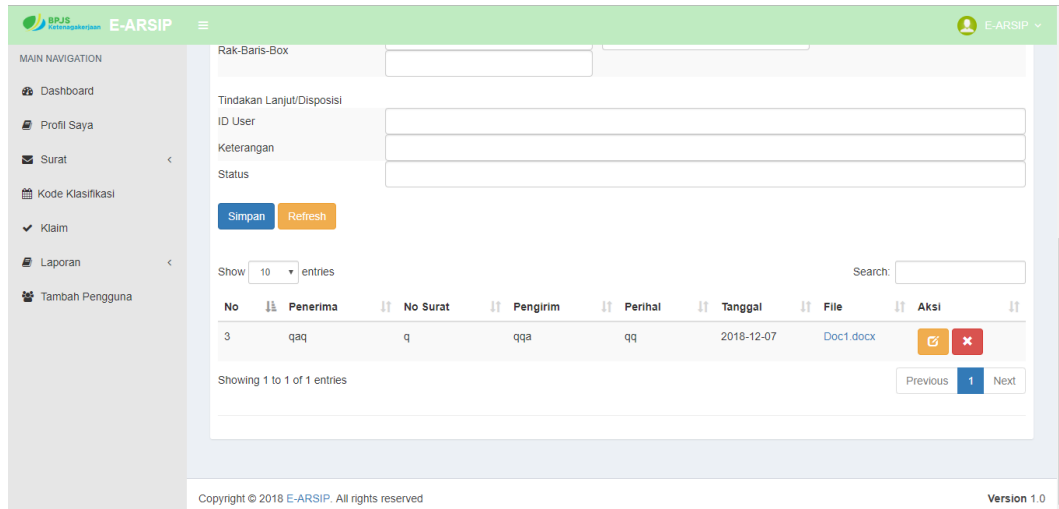 BPJS
Ketenagakerjaan E-ARSIP
E-ARSIP
MAIN NAVIGATION
Dashboard
Profil Saya
Surat
Kode Klasifikasi
Klaim
Laporan
Tambah Pengguna
Rak-Baris-Box
Tindakan Lanjut/Disposisi
ID User
Keterangan
Status
Simpan Refresh
Show 10 entries Search:
No Penerima No Surat Pengirim Perihal Tanggal File Aksi
3 qaq q qqa qq 2018-12-07 Doc1.docx
Showing 1 to 1 of 1 entries Previous 1 Next
Copyright © 2018 E-ARSIP. All rights reserved Version 1.0